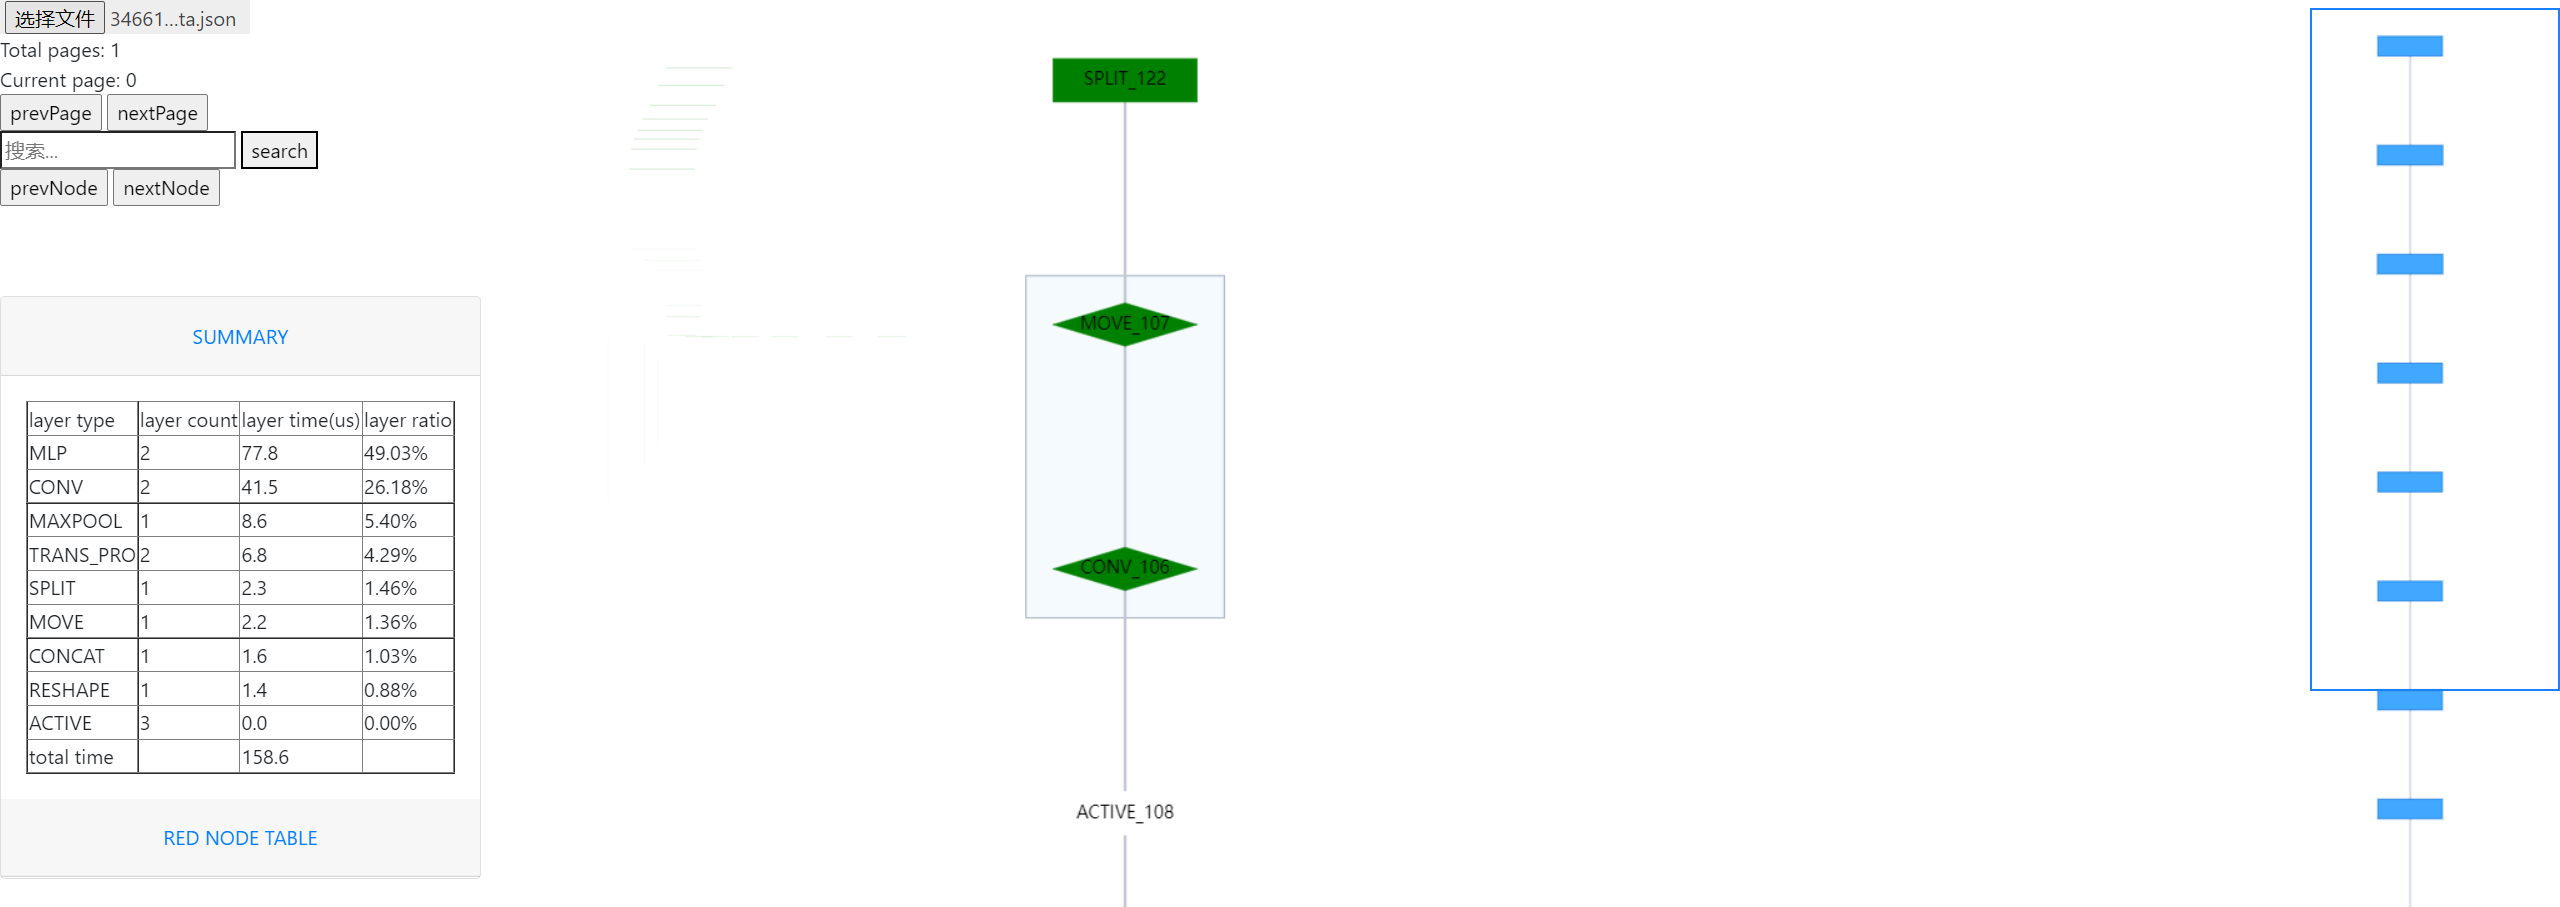 选择文件 34661...ta.json
Total pages: 1
Current page: 0
prevPage nextPage
搜索... search
prevNode nextNode
SUMMARY
layer type layer count layer time(us) layer ratio
MLP 2 77.8 49.03%
CONV 2 41.5 26.18%
MAXPOOL 1 8.6 5.40%
TRANS_PRO 2 6.8 4.29%
SPLIT 1 2.3 1.46%
MOVE 1 2.2 1.36%
CONCAT 1 1.6 1.03%
RESHAPE 1 1.4 0.88%
ACTIVE 3 0.0 0.00%
total time 158.6
RED NODE TABLE
SPLIT_122
MOVE_107
CONV_106
ACTIVE_108